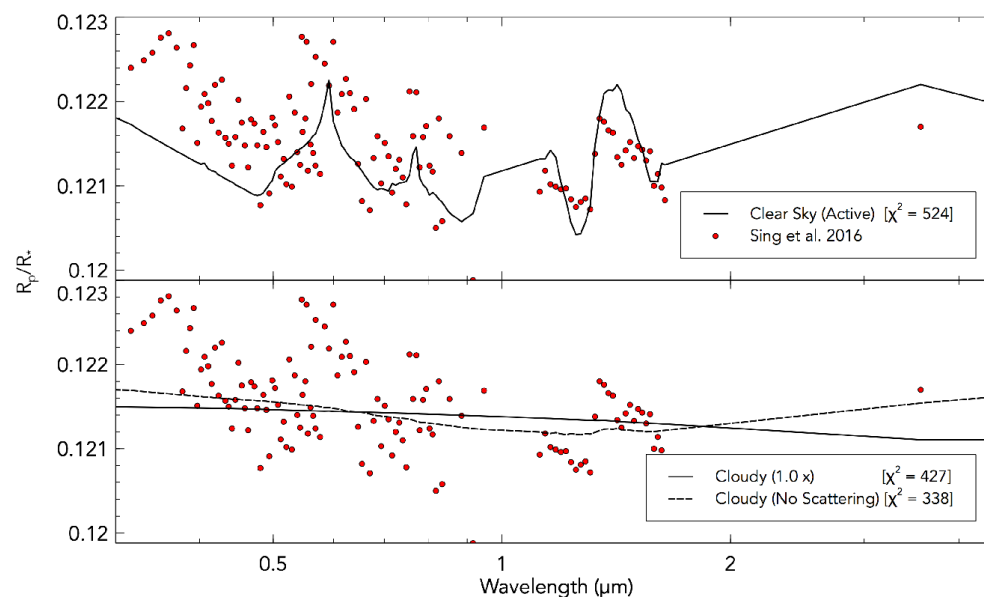 0.123
0.122
0.121
0.12
Clear Sky (Active) [χ² = 524]
Sing et al. 2016
Rₚ/R*
0.123
0.122
0.121
0.12
Cloudy (1.0 x) [χ² = 427]
Cloudy (No Scattering) [χ² = 338]
0.5 1 2
Wavelength (μm)